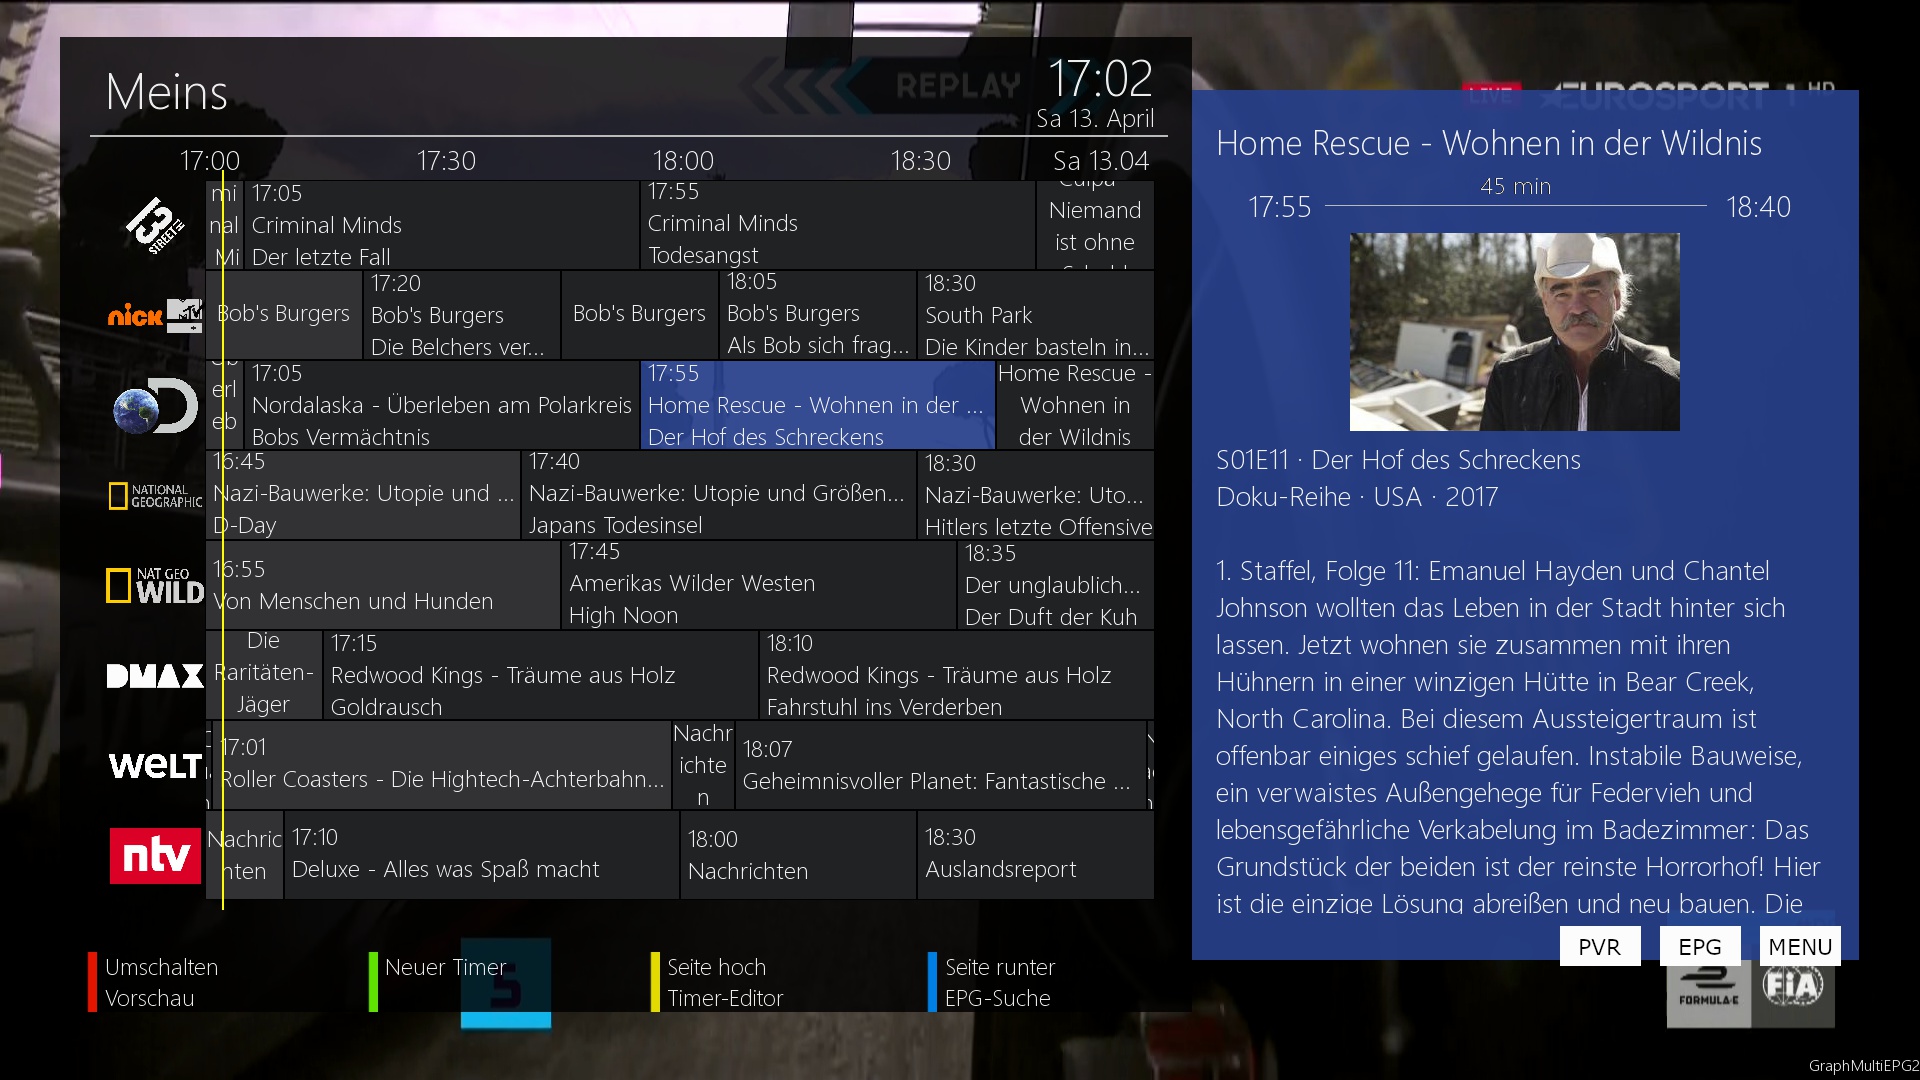 REPLAY
LIVE
EUROSPORT 1 HD
Meins
17:02
Sa 13. April
17:00
17:30
18:00
18:30
Sa 13.04
13
STREET
mi
nal
Mi
17:05
Criminal Minds
Der letzte Fall
17:55
Criminal Minds
Todesangst
Culpa -
Niemand
ist ohne
nick MTV+
Bob's Burgers
17:20
Bob's Burgers
Die Belchers ver...
Bob's Burgers
18:05
Bob's Burgers
Als Bob sich frag...
18:30
South Park
Die Kinder basteln in...
erl
eb
17:05
Nordalaska - Überleben am Polarkreis
Bobs Vermächtnis
17:55
Home Rescue - Wohnen in der ...
Der Hof des Schreckens
Home Rescue -
Wohnen in
der Wildnis
NATIONAL
GEOGRAPHIC
16:45
Nazi-Bauwerke: Utopie und ...
D-Day
17:40
Nazi-Bauwerke: Utopie und Größen...
Japans Todesinsel
18:30
Nazi-Bauwerke: Uto...
Hitlers letzte Offensive
NAT GEO
WILD
16:55
Von Menschen und Hunden
17:45
Amerikas Wilder Westen
High Noon
18:35
Der unglaublich...
Der Duft der Kuh
DMAX
Die
Raritäten-
Jäger
17:15
Redwood Kings - Träume aus Holz
Goldrausch
18:10
Redwood Kings - Träume aus Holz
Fahrstuhl ins Verderben
WELT
17:01
Roller Coasters - Die Hightech-Achterbahn...
Nachr
ichte
n
18:07
Geheimnisvoller Planet: Fantastische ...
ntv
Nachric
hten
17:10
Deluxe - Alles was Spaß macht
18:00
Nachrichten
18:30
Auslandsreport
Umschalten
Vorschau
Neuer Timer
5
Seite hoch
Timer-Editor
Seite runter
EPG-Suche
Home Rescue - Wohnen in der Wildnis
45 min
17:55
18:40
S01E11 · Der Hof des Schreckens
Doku-Reihe · USA · 2017
1. Staffel, Folge 11: Emanuel Hayden und Chantel
Johnson wollten das Leben in der Stadt hinter sich
lassen. Jetzt wohnen sie zusammen mit ihren
Hühnern in einer winzigen Hütte in Bear Creek,
North Carolina. Bei diesem Aussteigertraum ist
offenbar einiges schief gelaufen. Instabile Bauweise,
ein verwaistes Außengehege für Federvieh und
lebensgefährliche Verkabelung im Badezimmer: Das
Grundstück der beiden ist der reinste Horrorhof! Hier
ist die einzige Lösung abreißen und neu bauen. Die
PVR
EPG
MENU
FORMULA-E
FIA
GraphMultiEPG2